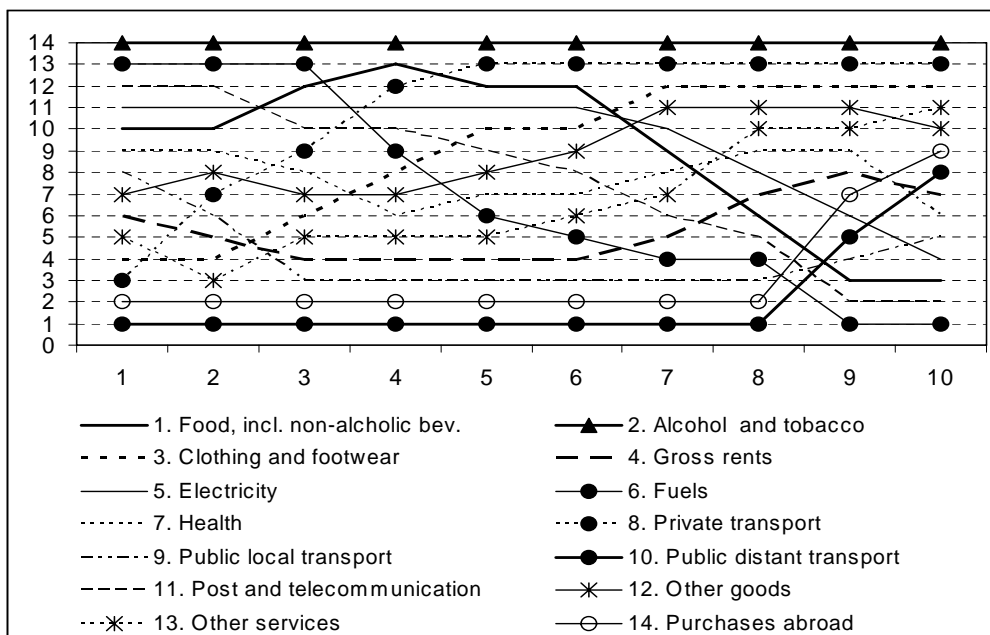 14
13
12
11
10
9
8
7
6
5
4
3
2
1
0
1 2 3 4 5 6 7 8 9 10
1. Food, incl. non-alcholic bev. 2. Alcohol and tobacco
3. Clothing and footwear 4. Gross rents
5. Electricity 6. Fuels
7. Health 8. Private transport
9. Public local transport 10. Public distant transport
11. Post and telecommunication 12. Other goods
13. Other services 14. Purchases abroad